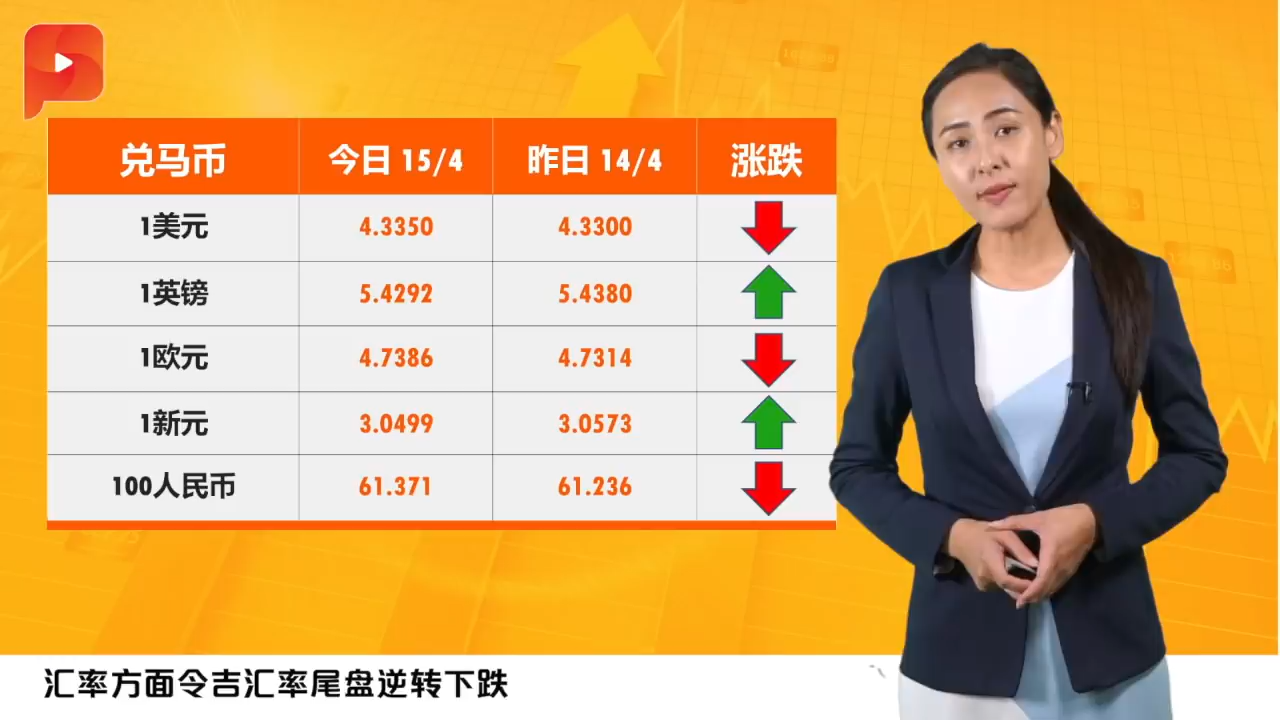 兑马币 今日 15/4 昨日 14/4 涨跌
1美元 4.3350 4.3300
1英镑 5.4292 5.4380
1欧元 4.7386 4.7314
1新元 3.0499 3.0573
100人民币 61.371 61.236
汇率方面令吉汇率尾盘逆转下跌